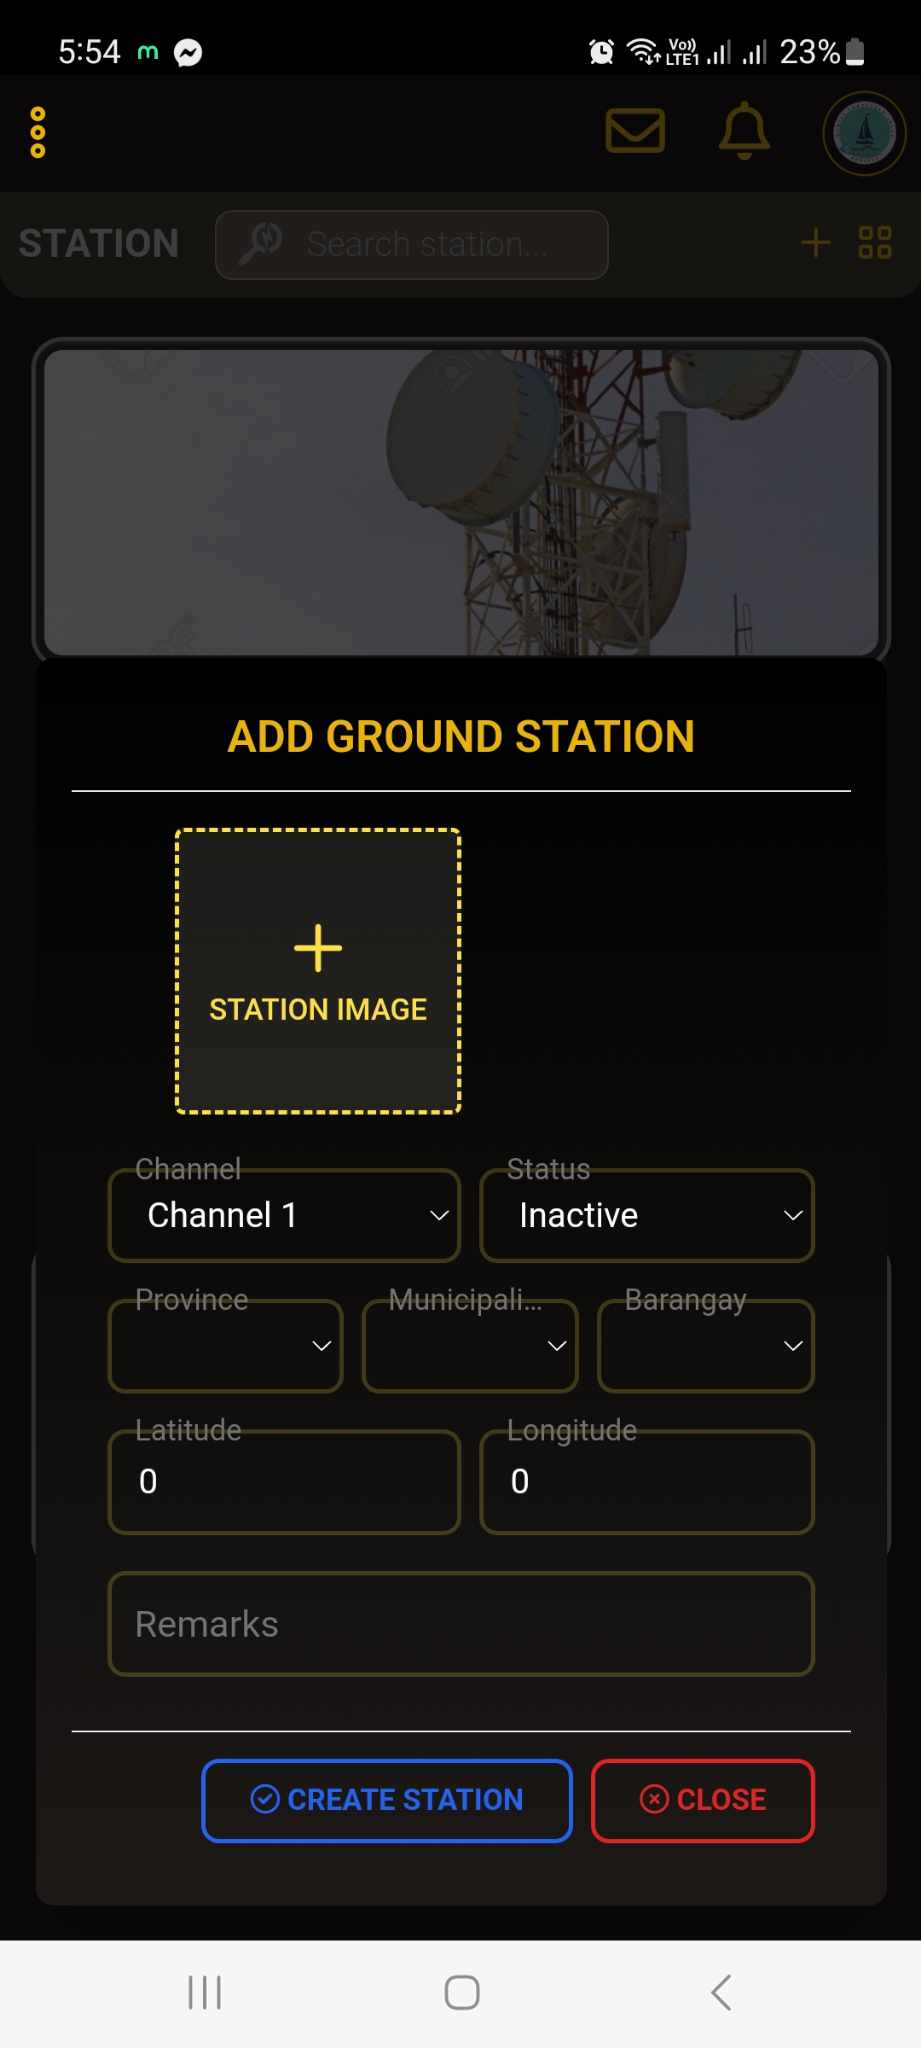 5:54 m Vo)) LTE1 23%
STATION Search station...
ADD GROUND STATION
STATION IMAGE
Channel Status
Channel 1 Inactive
Province Municipali... Barangay
Latitude Longitude
0 0
Remarks
CREATE STATION CLOSE